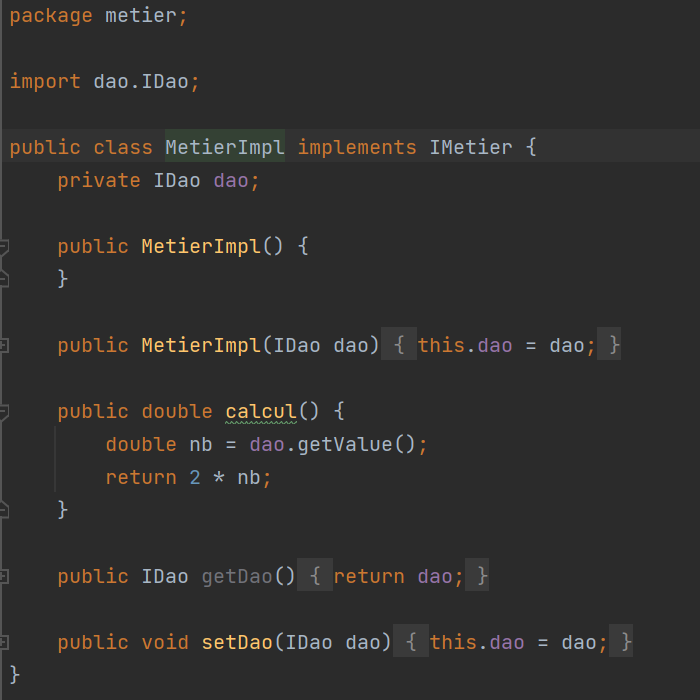 package metier;
import dao.IDao;
public class MetierImpl implements IMetier {
private IDao dao;
public MetierImpl() {
}
public MetierImpl(IDao dao) { this.dao = dao; }
public double calcul() {
double nb = dao.getValue();
return 2 * nb;
}
public IDao getDao() { return dao; }
public void setDao(IDao dao) { this.dao = dao; }
}